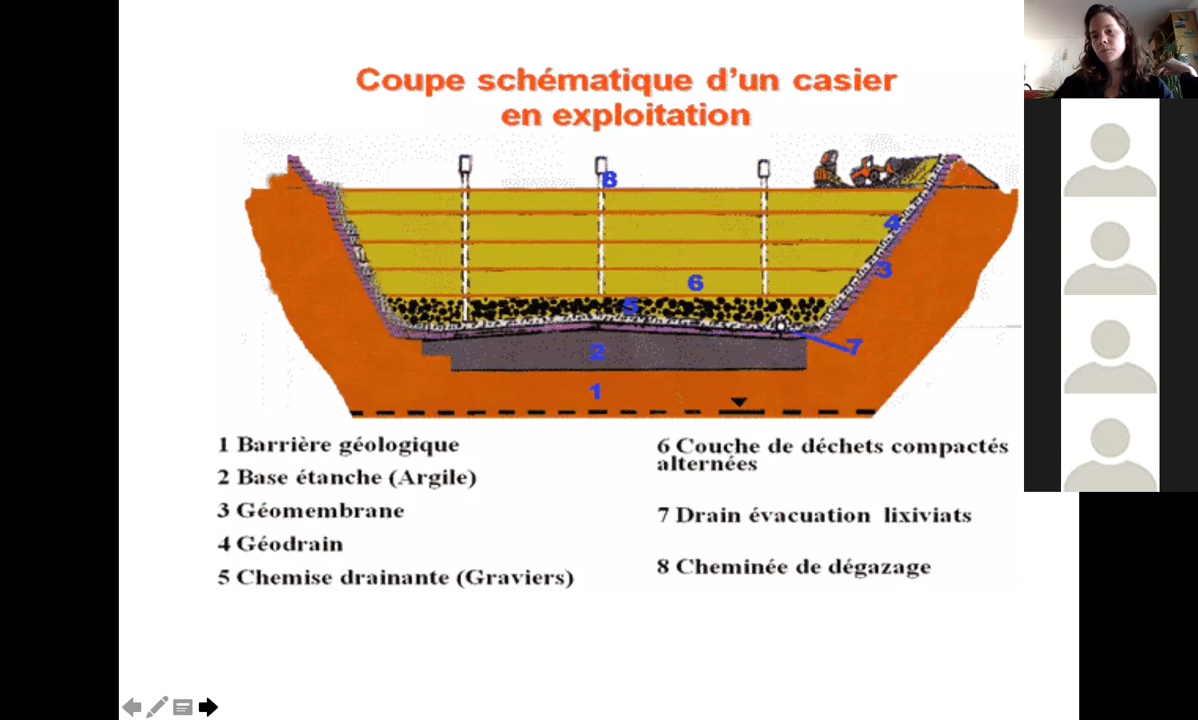 Coupe schématique d’un casier
en exploitation
8
4
3
6
5
7
2
1
1 Barrière géologique
2 Base étanche (Argile)
3 Géomembrane
4 Géodrain
5 Chemise drainante (Graviers)
6 Couche de déchets compactés
alternées
7 Drain évacuation lixiviats
8 Cheminée de dégazage